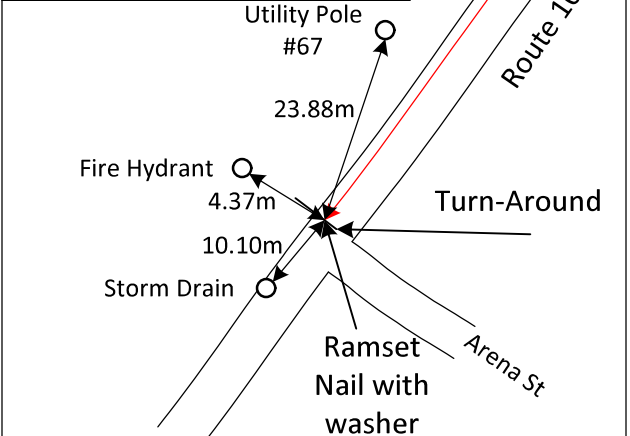 Utility Pole
#67
Route
23.88m
Fire Hydrant
4.37m
Turn-Around
10.10m
Storm Drain
Ramset
Nail with
washer
Arena St